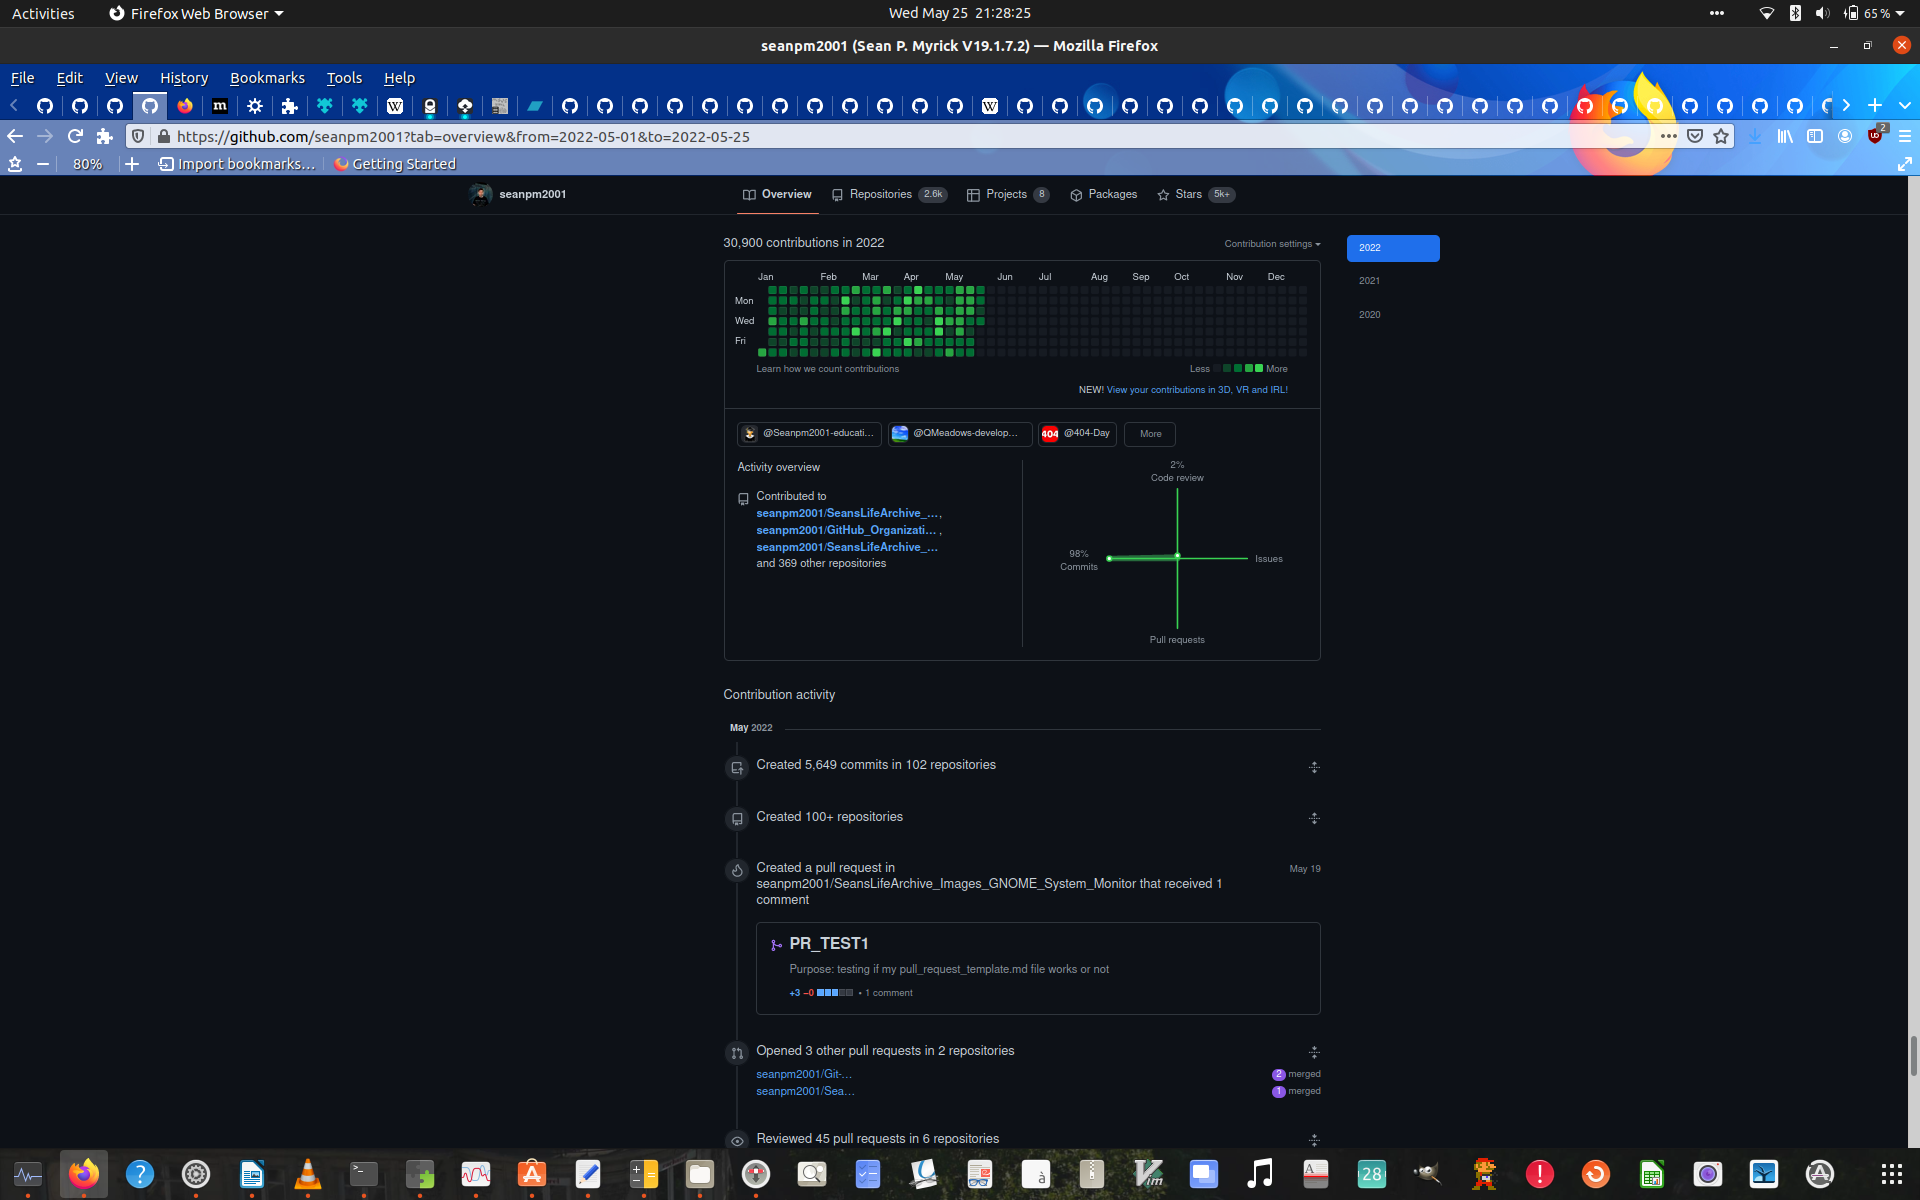 Activities
Firefox Web Browser
Wed May 25 21:28:25
65 %
seanpm2001 (Sean P. Myrick V19.1.7.2) — Mozilla Firefox
File Edit View History Bookmarks Tools Help
https://github.com/seanpm2001?tab=overview&from=2022-05-01&to=2022-05-25
2
80%
Import bookmarks...
Getting Started
seanpm2001
Overview
Repositories 2.6k
Projects 8
Packages
Stars 5k+
30,900 contributions in 2022
Contribution settings
2022
2021
2020
Jan Feb Mar Apr May Jun Jul Aug Sep Oct Nov Dec
Mon
Wed
Fri
Learn how we count contributions
Less
More
NEW! View your contributions in 3D, VR and IRL!
@Seanpm2001-educati...
@QMeadows-develop...
404 @404-Day
More
Activity overview
Contributed to
seanpm2001/SeansLifeArchive_...,
seanpm2001/GitHub_Organizati... ,
seanpm2001/SeansLifeArchive_...
and 369 other repositories
2%
Code review
98%
Commits
Issues
Pull requests
Contribution activity
May 2022
Created 5,649 commits in 102 repositories
Created 100+ repositories
Created a pull request in
seanpm2001/SeansLifeArchive_Images_GNOME_System_Monitor that received 1
comment
May 19
PR_TEST1
Purpose: testing if my pull_request_template.md file works or not
+3 −0 • 1 comment
Opened 3 other pull requests in 2 repositories
seanpm2001/Git-...
2 merged
seanpm2001/Sea...
1 merged
Reviewed 45 pull requests in 6 repositories
28